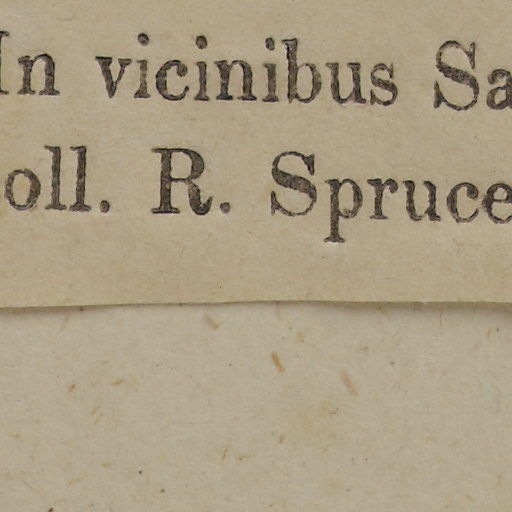 In vicinibus Sa
oll. R. Spruce